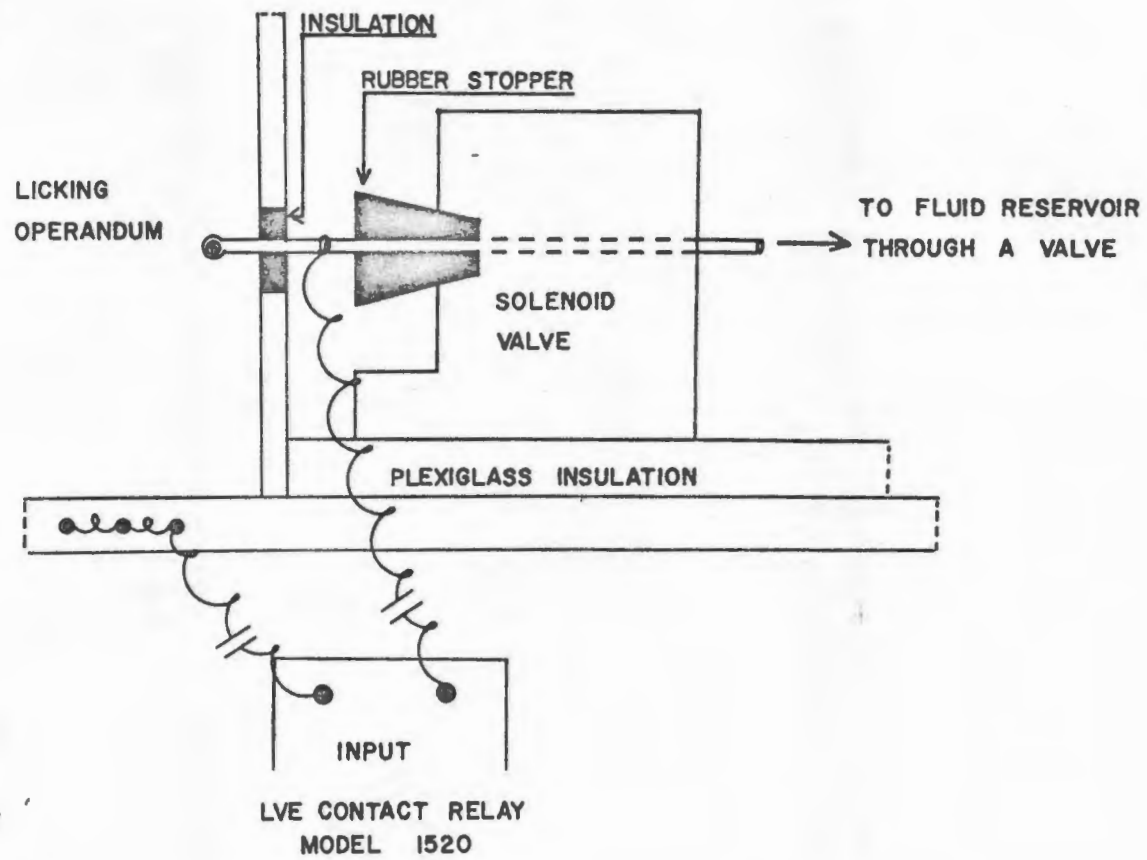 INSULATION
RUBBER STOPPER
LICKING
OPERANDUM
TO FLUID RESERVOIR
THROUGH A VALVE
SOLENOID
VALVE
PLEXIGLASS INSULATION
INPUT
LVE CONTACT RELAY
MODEL 1520